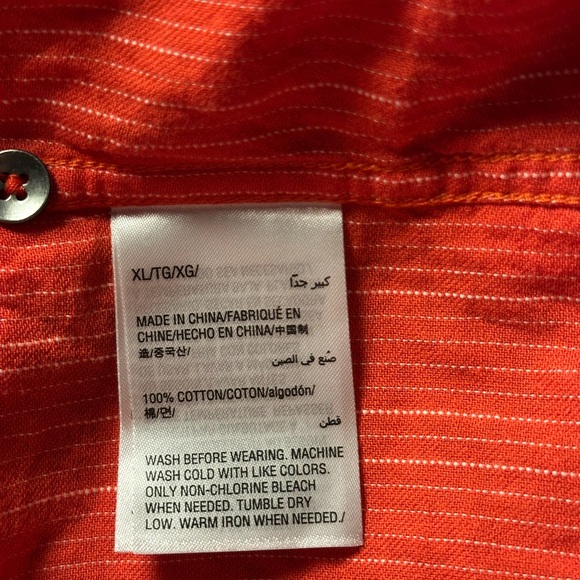 XL/TG/XG/
كبير جدًا
MADE IN CHINA/FABRIQUÉ EN
CHINE/HECHO EN CHINA/中国制
造/중국산/
صُنع في الصين
100% COTTON/COTON/algodón/
棉/면/
قطن
WASH BEFORE WEARING. MACHINE
WASH COLD WITH LIKE COLORS.
ONLY NON-CHLORINE BLEACH
WHEN NEEDED. TUMBLE DRY
LOW. WARM IRON WHEN NEEDED./